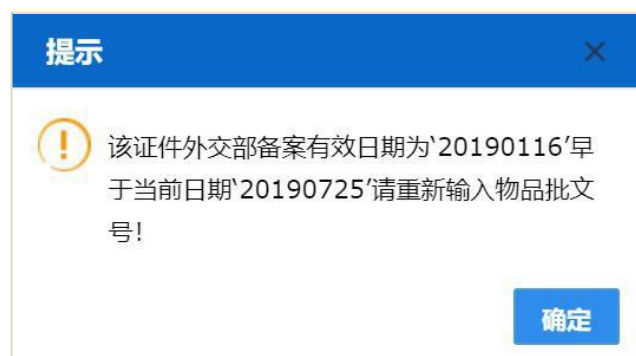 提示
该证件外交部备案有效日期为‘20190116’早
于当前日期‘20190725’请重新输入物品批文
号!
确定